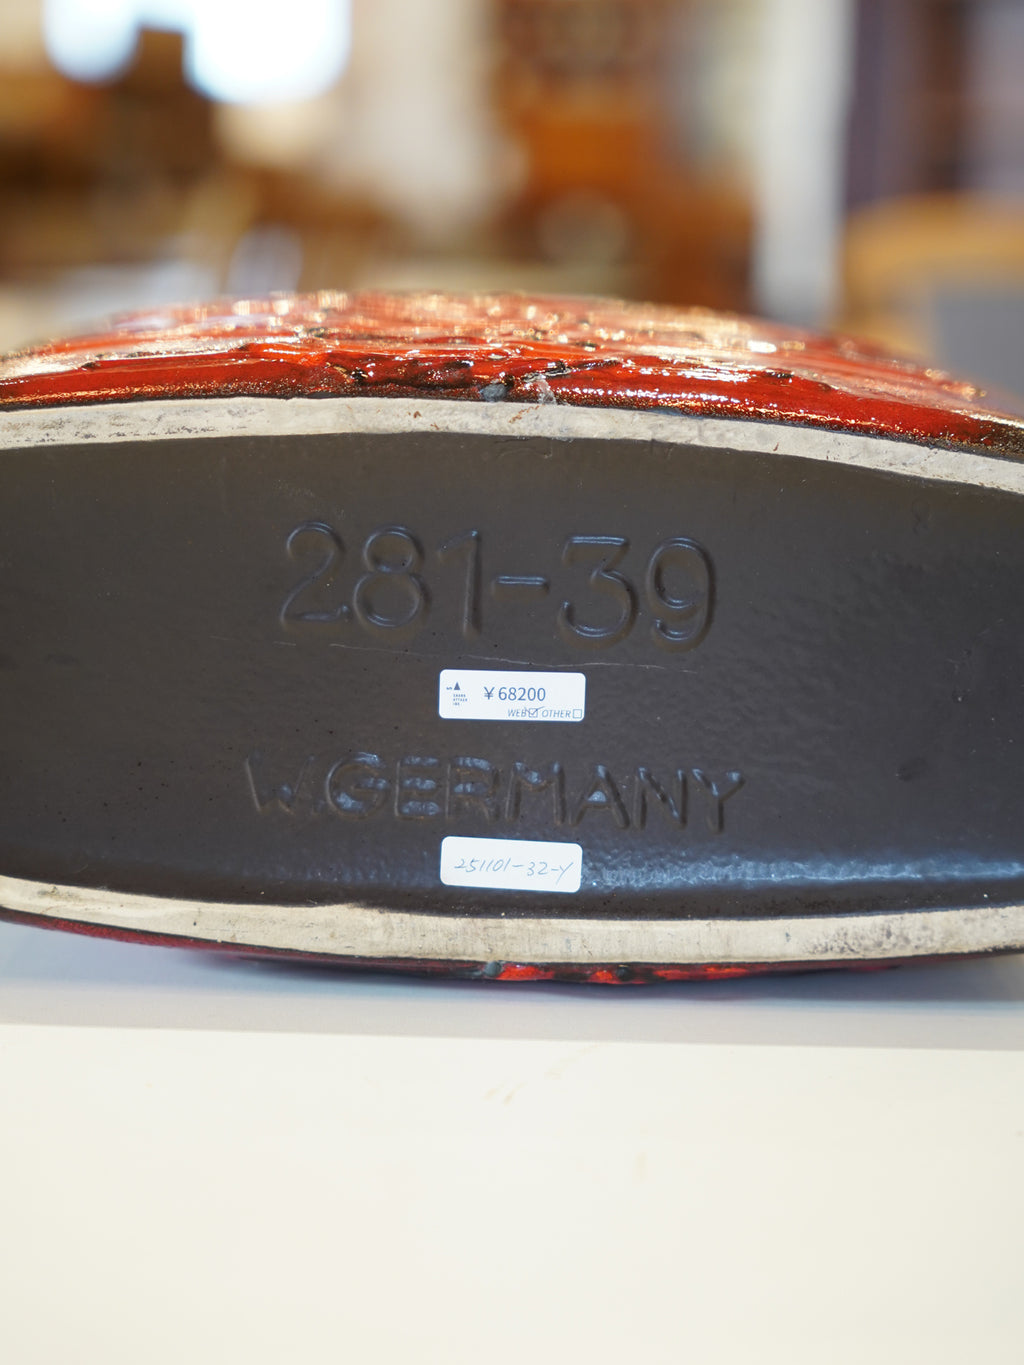 281-39
¥68200
WEB☑ OTHER☐
W.GERMANY
251101-32-Y